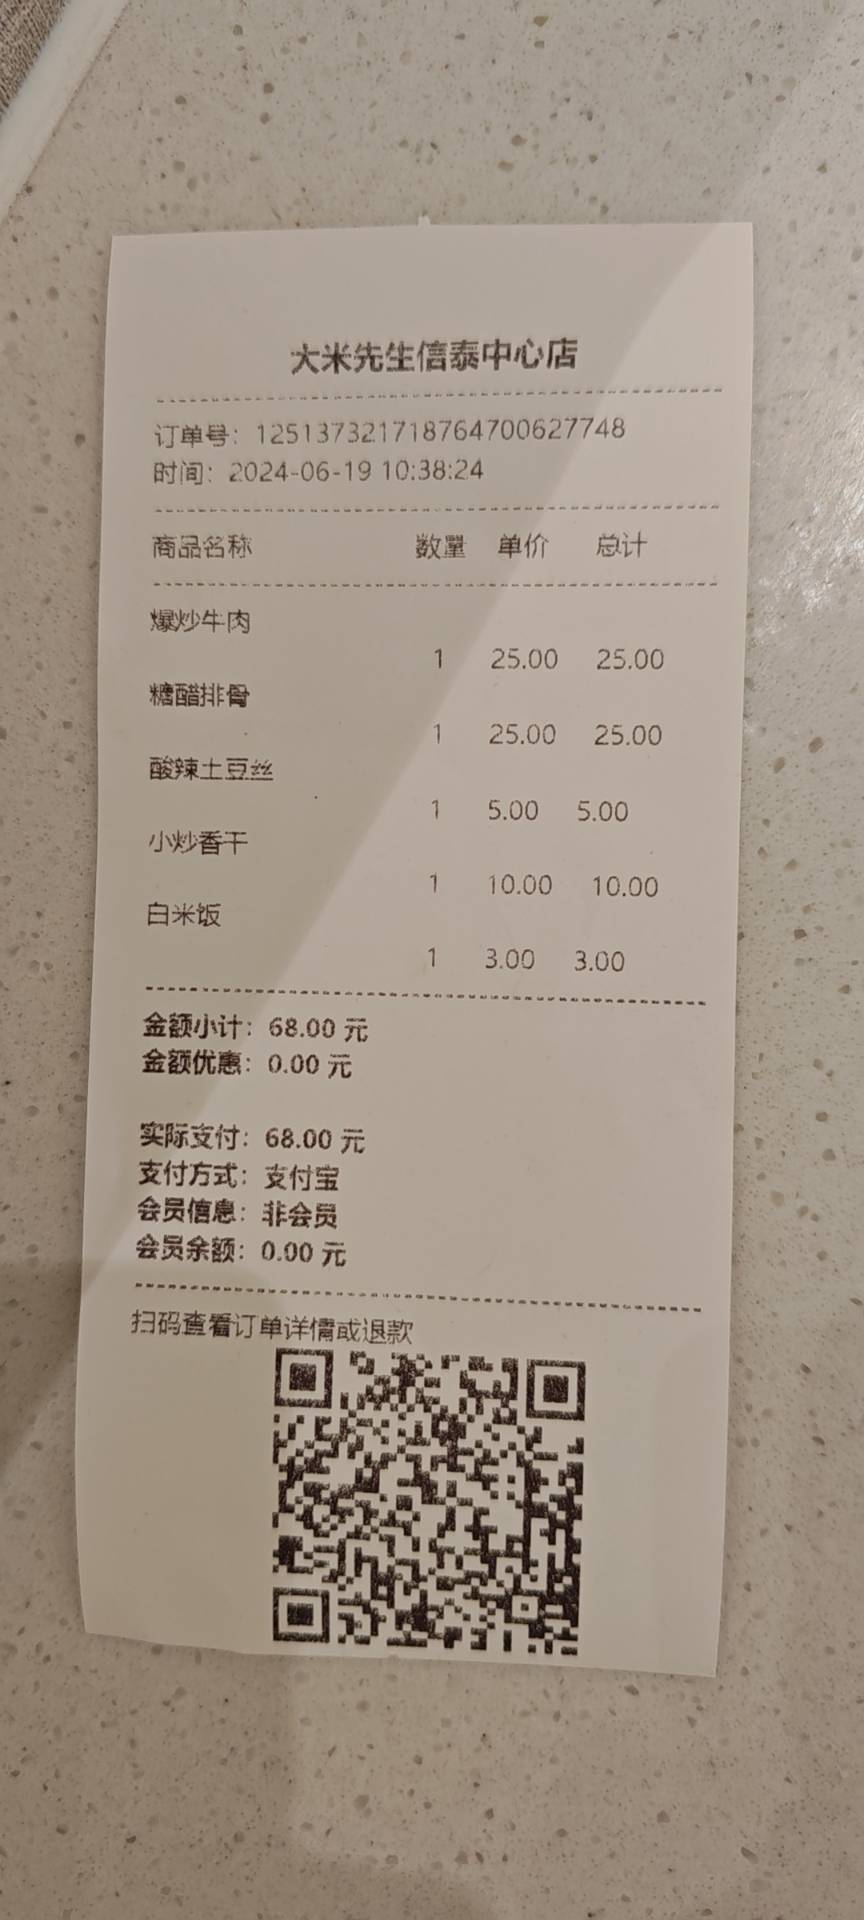 大米先生信泰中心店
订单号：125137321718764700627748
时间：2024-06-19 10:38:24
商品名称 数量 单价 总计
爆炒牛肉
1 25.00 25.00
糖醋排骨
1 25.00 25.00
酸辣土豆丝
1 5.00 5.00
小炒香干
1 10.00 10.00
白米饭
1 3.00 3.00
金额小计：68.00 元
金额优惠：0.00 元
实际支付：68.00 元
支付方式：支付宝
会员信息：非会员
会员余额：0.00 元
扫码查看订单详情或退款